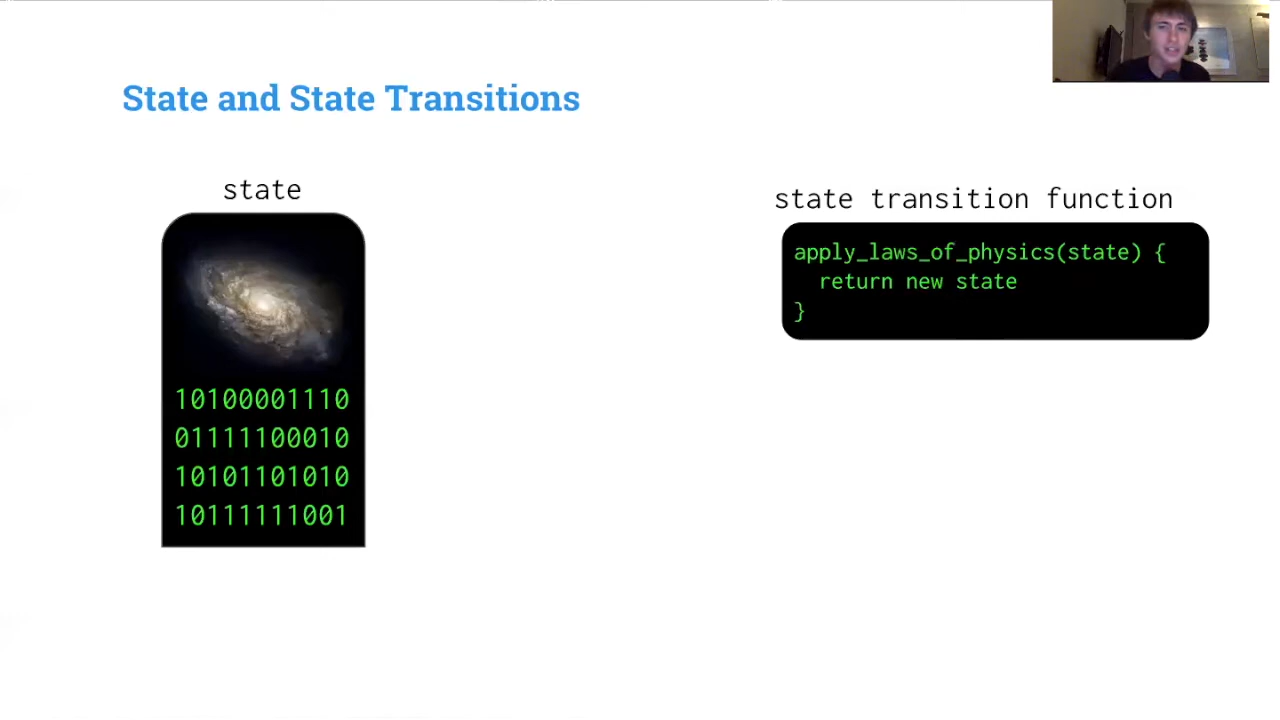 State and State Transitions
state
10100001110
01111100010
10101101010
10111111001
state transition function
apply_laws_of_physics(state) {
return new state
}